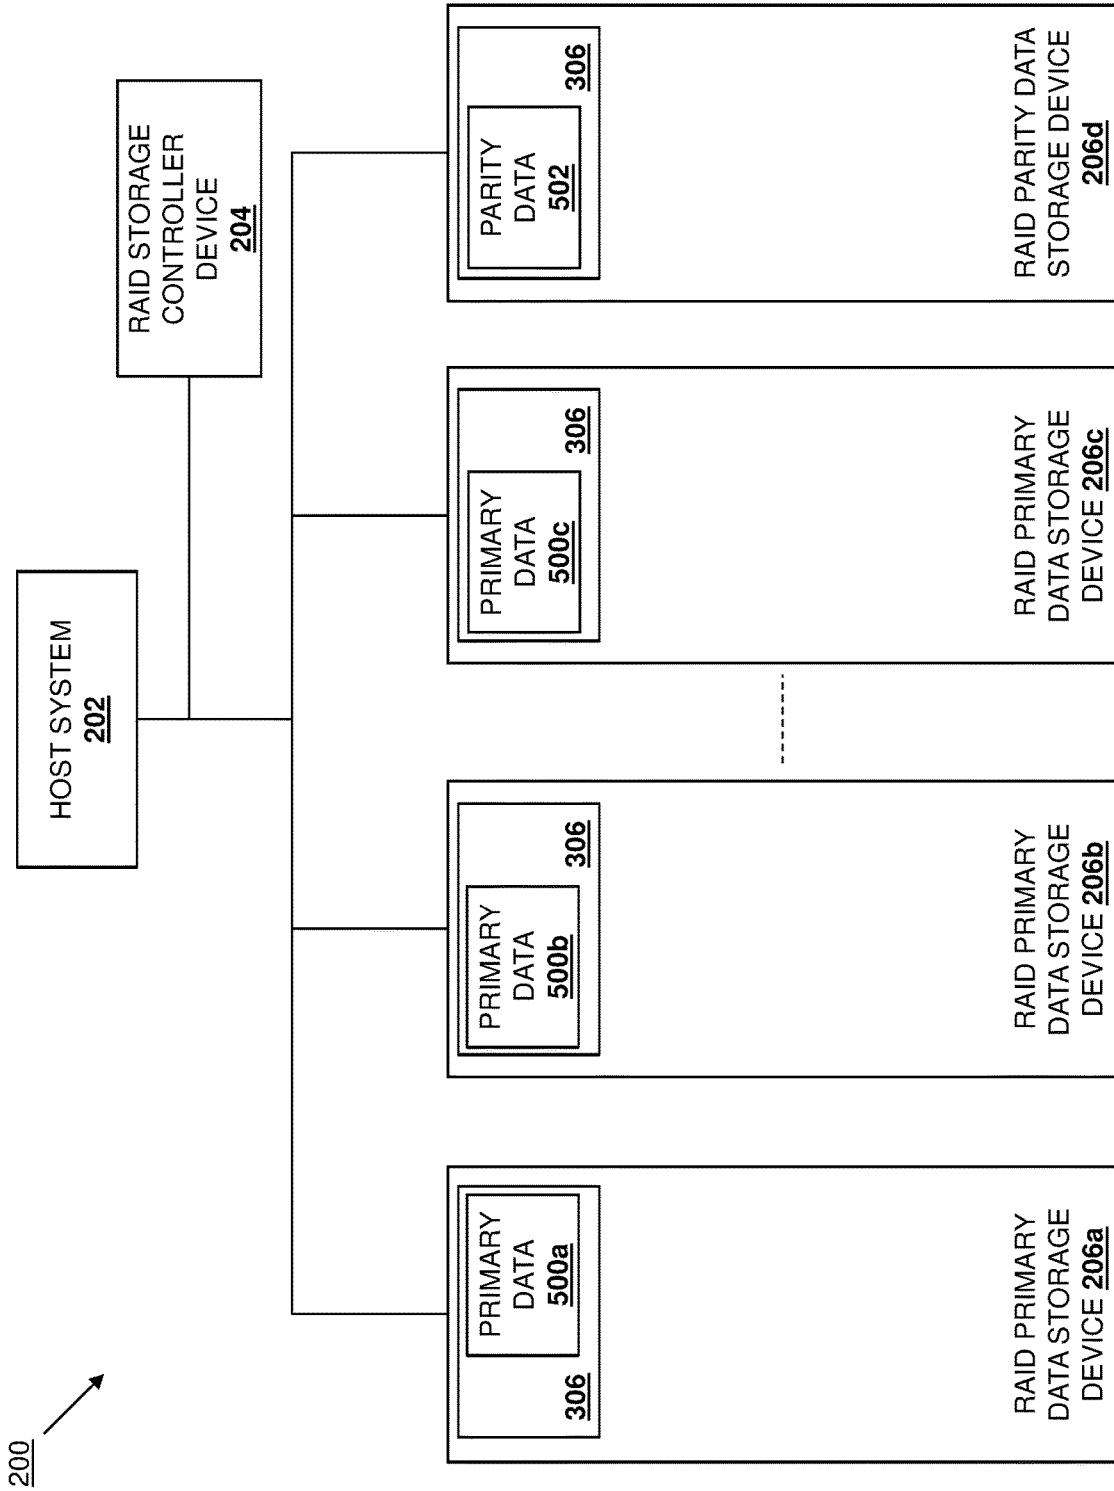 200
HOST SYSTEM
202
RAID STORAGE
CONTROLLER
DEVICE
204
306
PRIMARY
DATA
500a
PRIMARY
DATA
500b
306
PRIMARY
DATA
500c
306
PARITY
DATA
502
306
RAID PRIMARY
DATA STORAGE
DEVICE 206a
RAID PRIMARY
DATA STORAGE
DEVICE 206b
RAID PRIMARY
DATA STORAGE
DEVICE 206c
RAID PARITY DATA
STORAGE DEVICE
206d